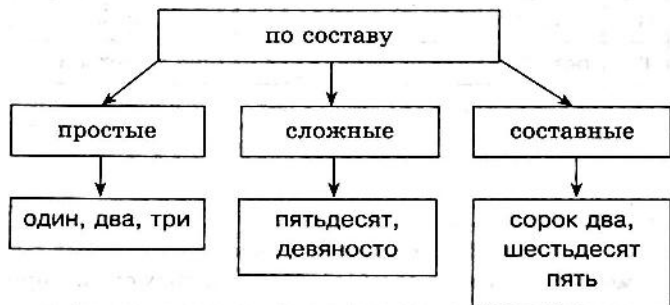 по составу
простые
сложные
составные
один, два, три
пятьдесят,
девяносто
сорок два,
шестьдесят
пять